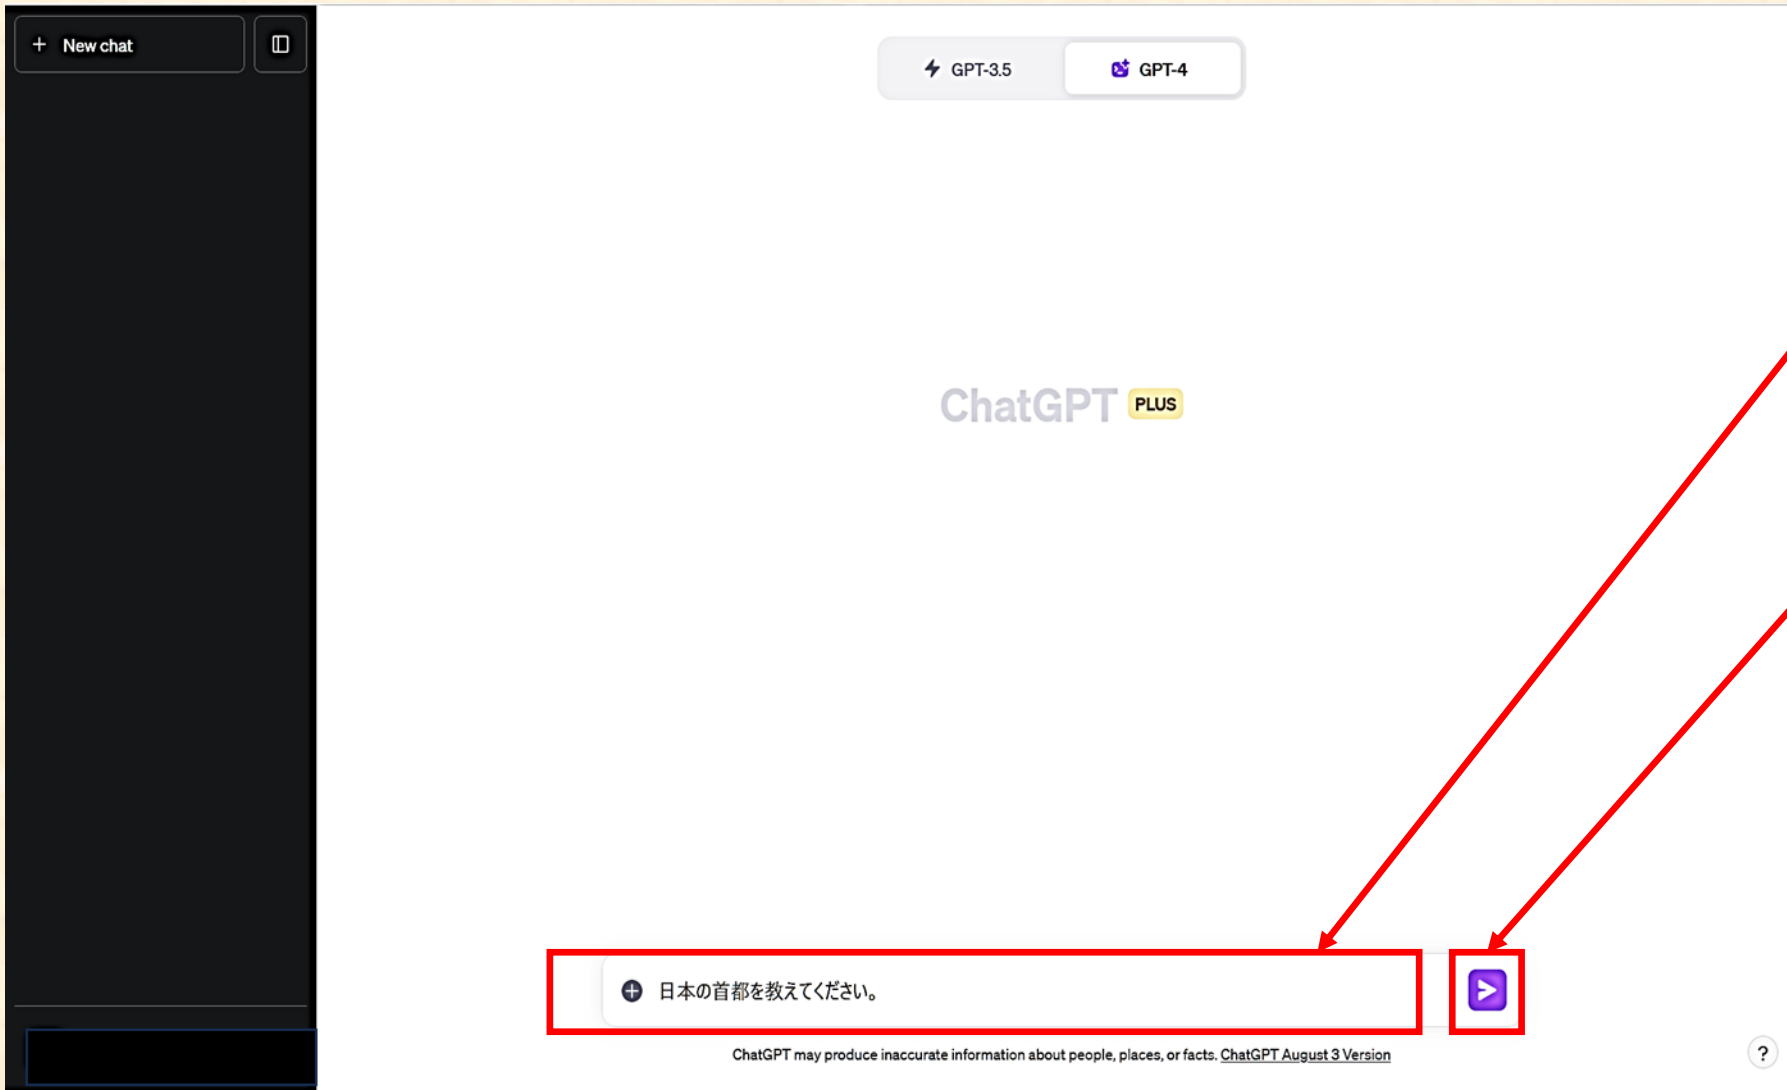 New chat
GPT-3.5
GPT-4
ChatGPT PLUS
日本の首都を教えてください。
ChatGPT may produce inaccurate information about people, places, or facts. ChatGPT August 3 Version
?